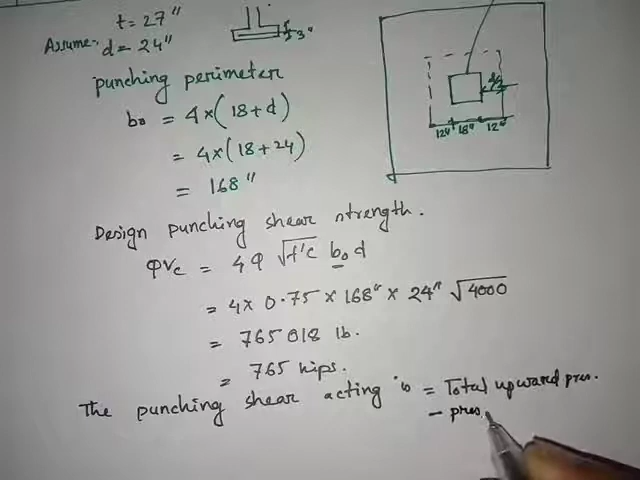 t = 27"
Assume:- d = 24"
3"
punching perimeter
bo = 4×(18+d)
= 4×(18+24)
= 168"
d/2
12" 18" 12"
Design punching shear strength.
φVc = 4φ √f'c bo d
= 4× 0.75 × 168" × 24" √4000
= 765018 lb.
= 765 kips.
The punching shear acting is = Total upward pres.
- pres.